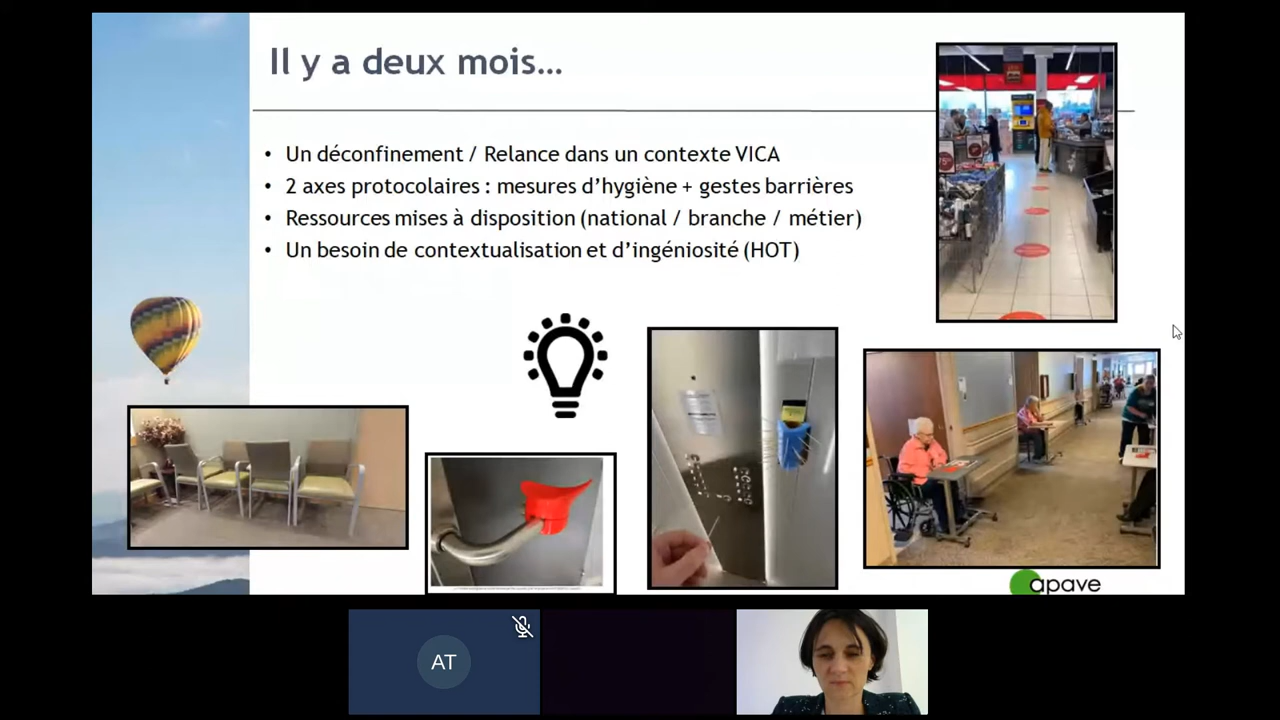 Il y a deux mois...
• Un déconfinement / Relance dans un contexte VICA
• 2 axes protocolaires : mesures d'hygiène + gestes barrières
• Ressources mises à disposition (national / branche / métier)
• Un besoin de contextualisation et d'ingéniosité (HOT)
apave
AT